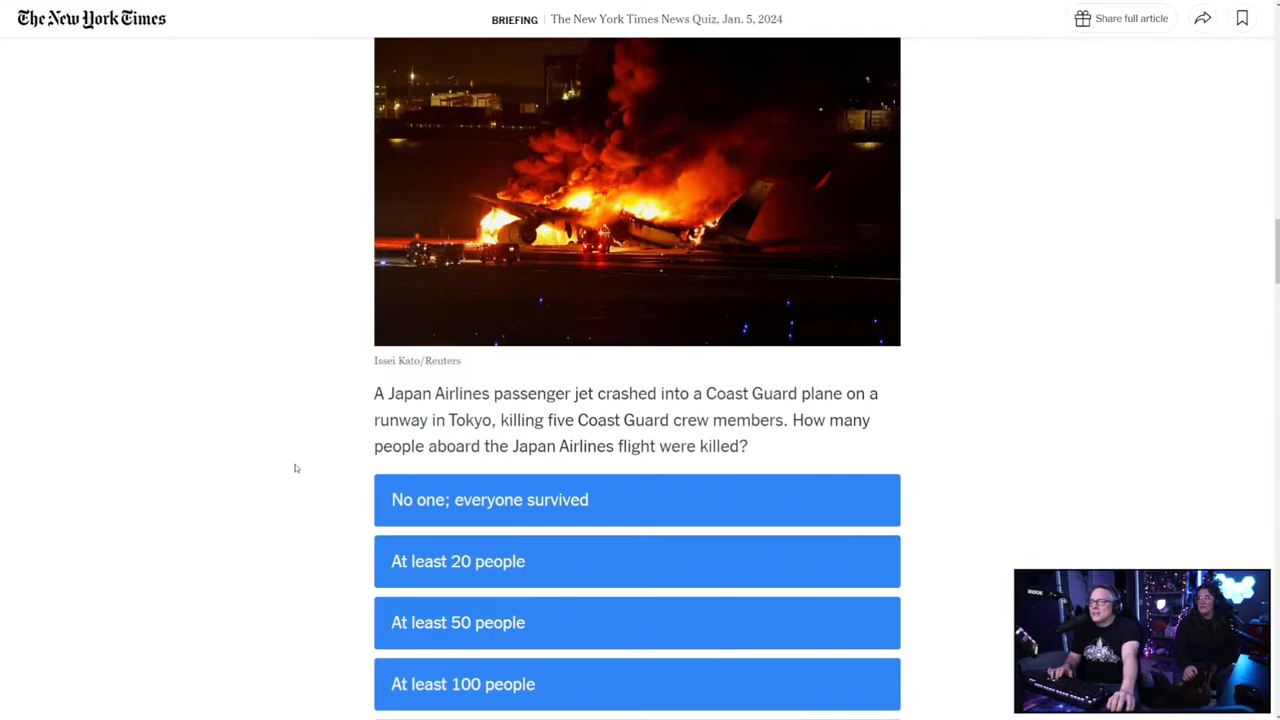 The New York Times
BRIEFING | The New York Times News Quiz, Jan. 5, 2024
Share full article
Issei Kato/Reuters
A Japan Airlines passenger jet crashed into a Coast Guard plane on a
runway in Tokyo, killing five Coast Guard crew members. How many
people aboard the Japan Airlines flight were killed?
No one; everyone survived
At least 20 people
At least 50 people
At least 100 people